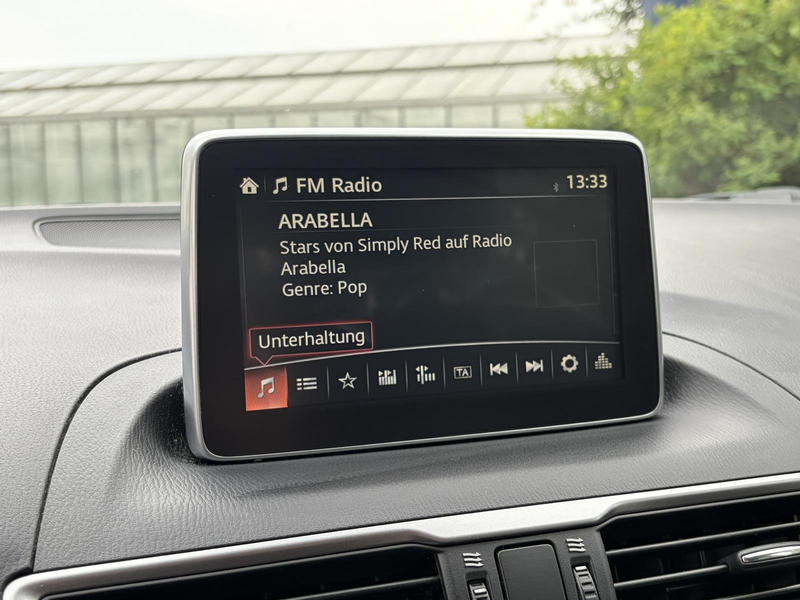 FM Radio
13:33
ARABELLA
Stars von Simply Red auf Radio
Arabella
Genre: Pop
Unterhaltung
TA